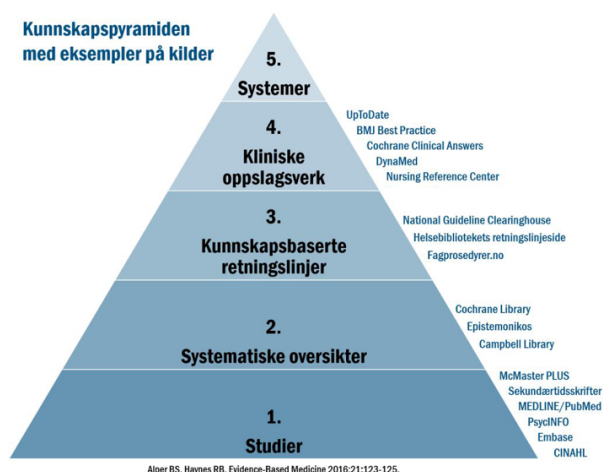 Kunnskapspyramiden
med eksempler på kilder
5.
Systemer
4.
Kliniske
oppslagsverk
UpToDate
BMJ Best Practice
Cochrane Clinical Answers
DynaMed
Nursing Reference Center
3.
Kunnskapsbaserte
retningslinjer
National Guideline Clearinghouse
Helsebibliotekets retningslinjeside
Fagprosedyrer.no
2.
Systematiske oversikter
Cochrane Library
Epistemonikos
Campbell Library
1.
Studier
McMaster PLUS
Sekundærtidsskrifter
MEDLINE/PubMed
PsycINFO
Embase
CINAHL
Alper BS, Haynes RB. Evidence-Based Medicine 2016;21:123-125.